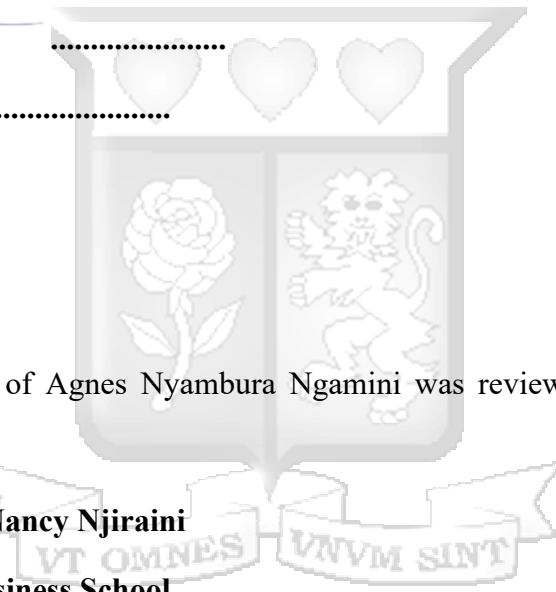 ...........................
..........................
of Agnes Nyambura Ngamini was review
Nancy Njiraini
VT OMNES VNVM SINT
siness School